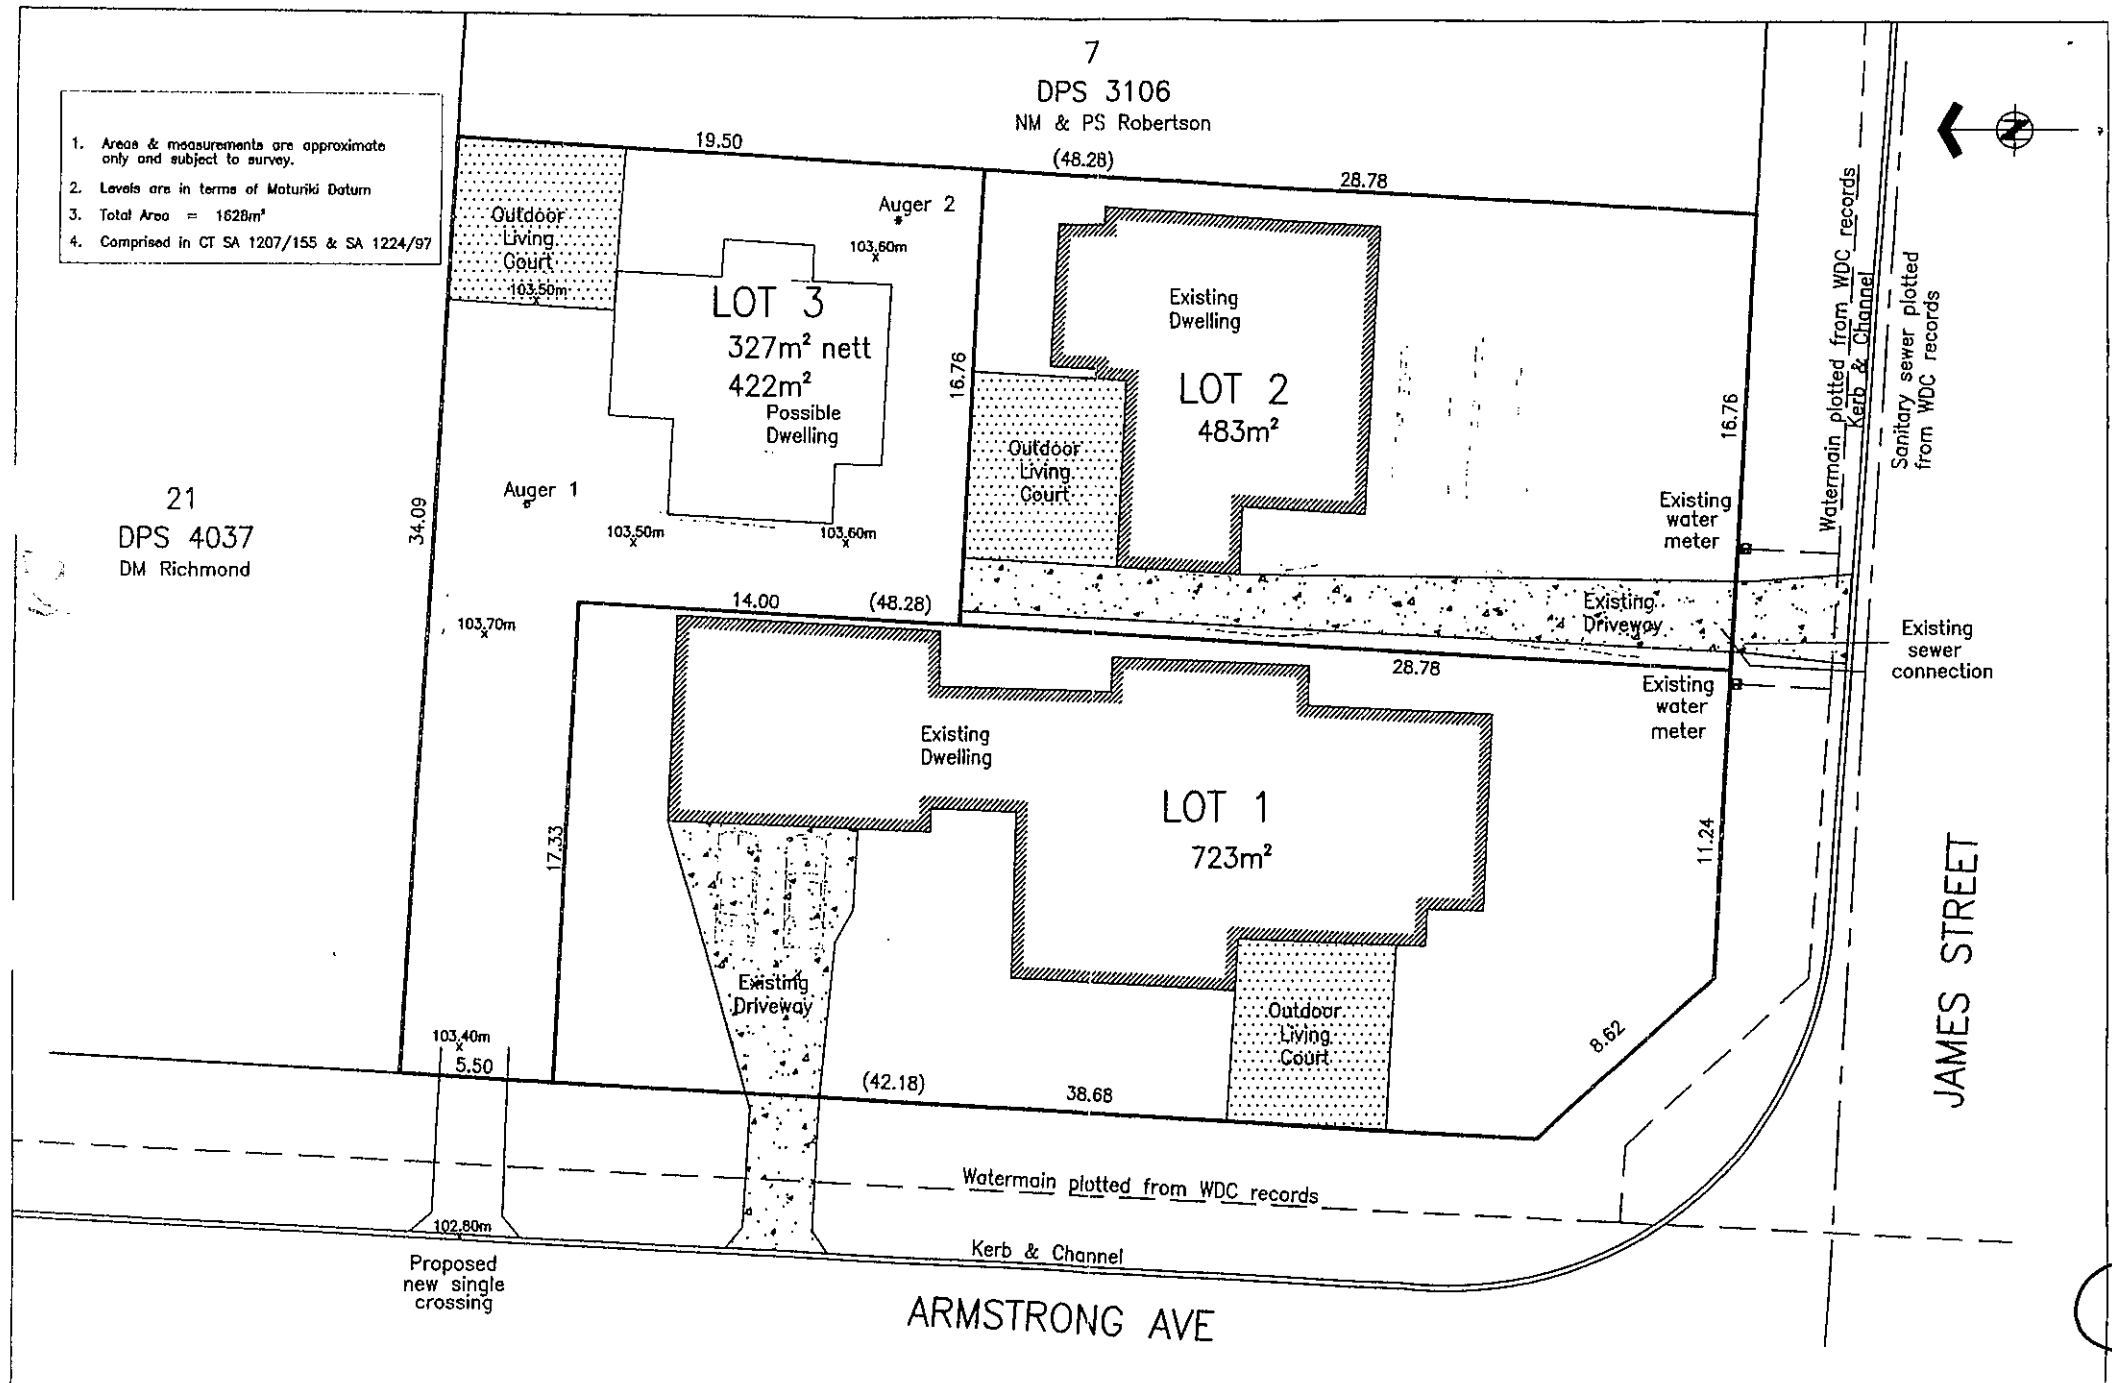 7
DPS 3106
NM & PS Robertson
1. Areas & measurements are approximate
only and subject to survey.
2. Levels are in terms of Moturiki Datum
3. Total Area = 1628m²
4. Comprised in CT SA 1207/155 & SA 1224/97
19.50
(48.28)
28.78
Outdoor
Living
Court
103.50m
Auger 2
103.60m
LOT 3
327m² nett
422m²
Possible
Dwelling
Auger 1
103.50m
103.60m
16.76
Existing
Dwelling
LOT 2
483m²
Outdoor
Living
Court
16.76
Existing
water
meter
Watermain plotted from WDC records
Kerb & Channel
Sanitary sewer plotted
from WDC records
21
DPS 4037
DM Richmond
34.09
103.70m
14.00
(48.28)
28.78
Existing
Driveway
Existing
sewer
connection
Existing
water
meter
Existing
Dwelling
LOT 1
723m²
17.33
11.24
Existing
Driveway
Outdoor
Living
Court
8.62
JAMES STREET
103.40m
5.50
(42.18)
38.68
Watermain plotted from WDC records
102.80m
Kerb & Channel
Proposed
new single
crossing
ARMSTRONG AVE